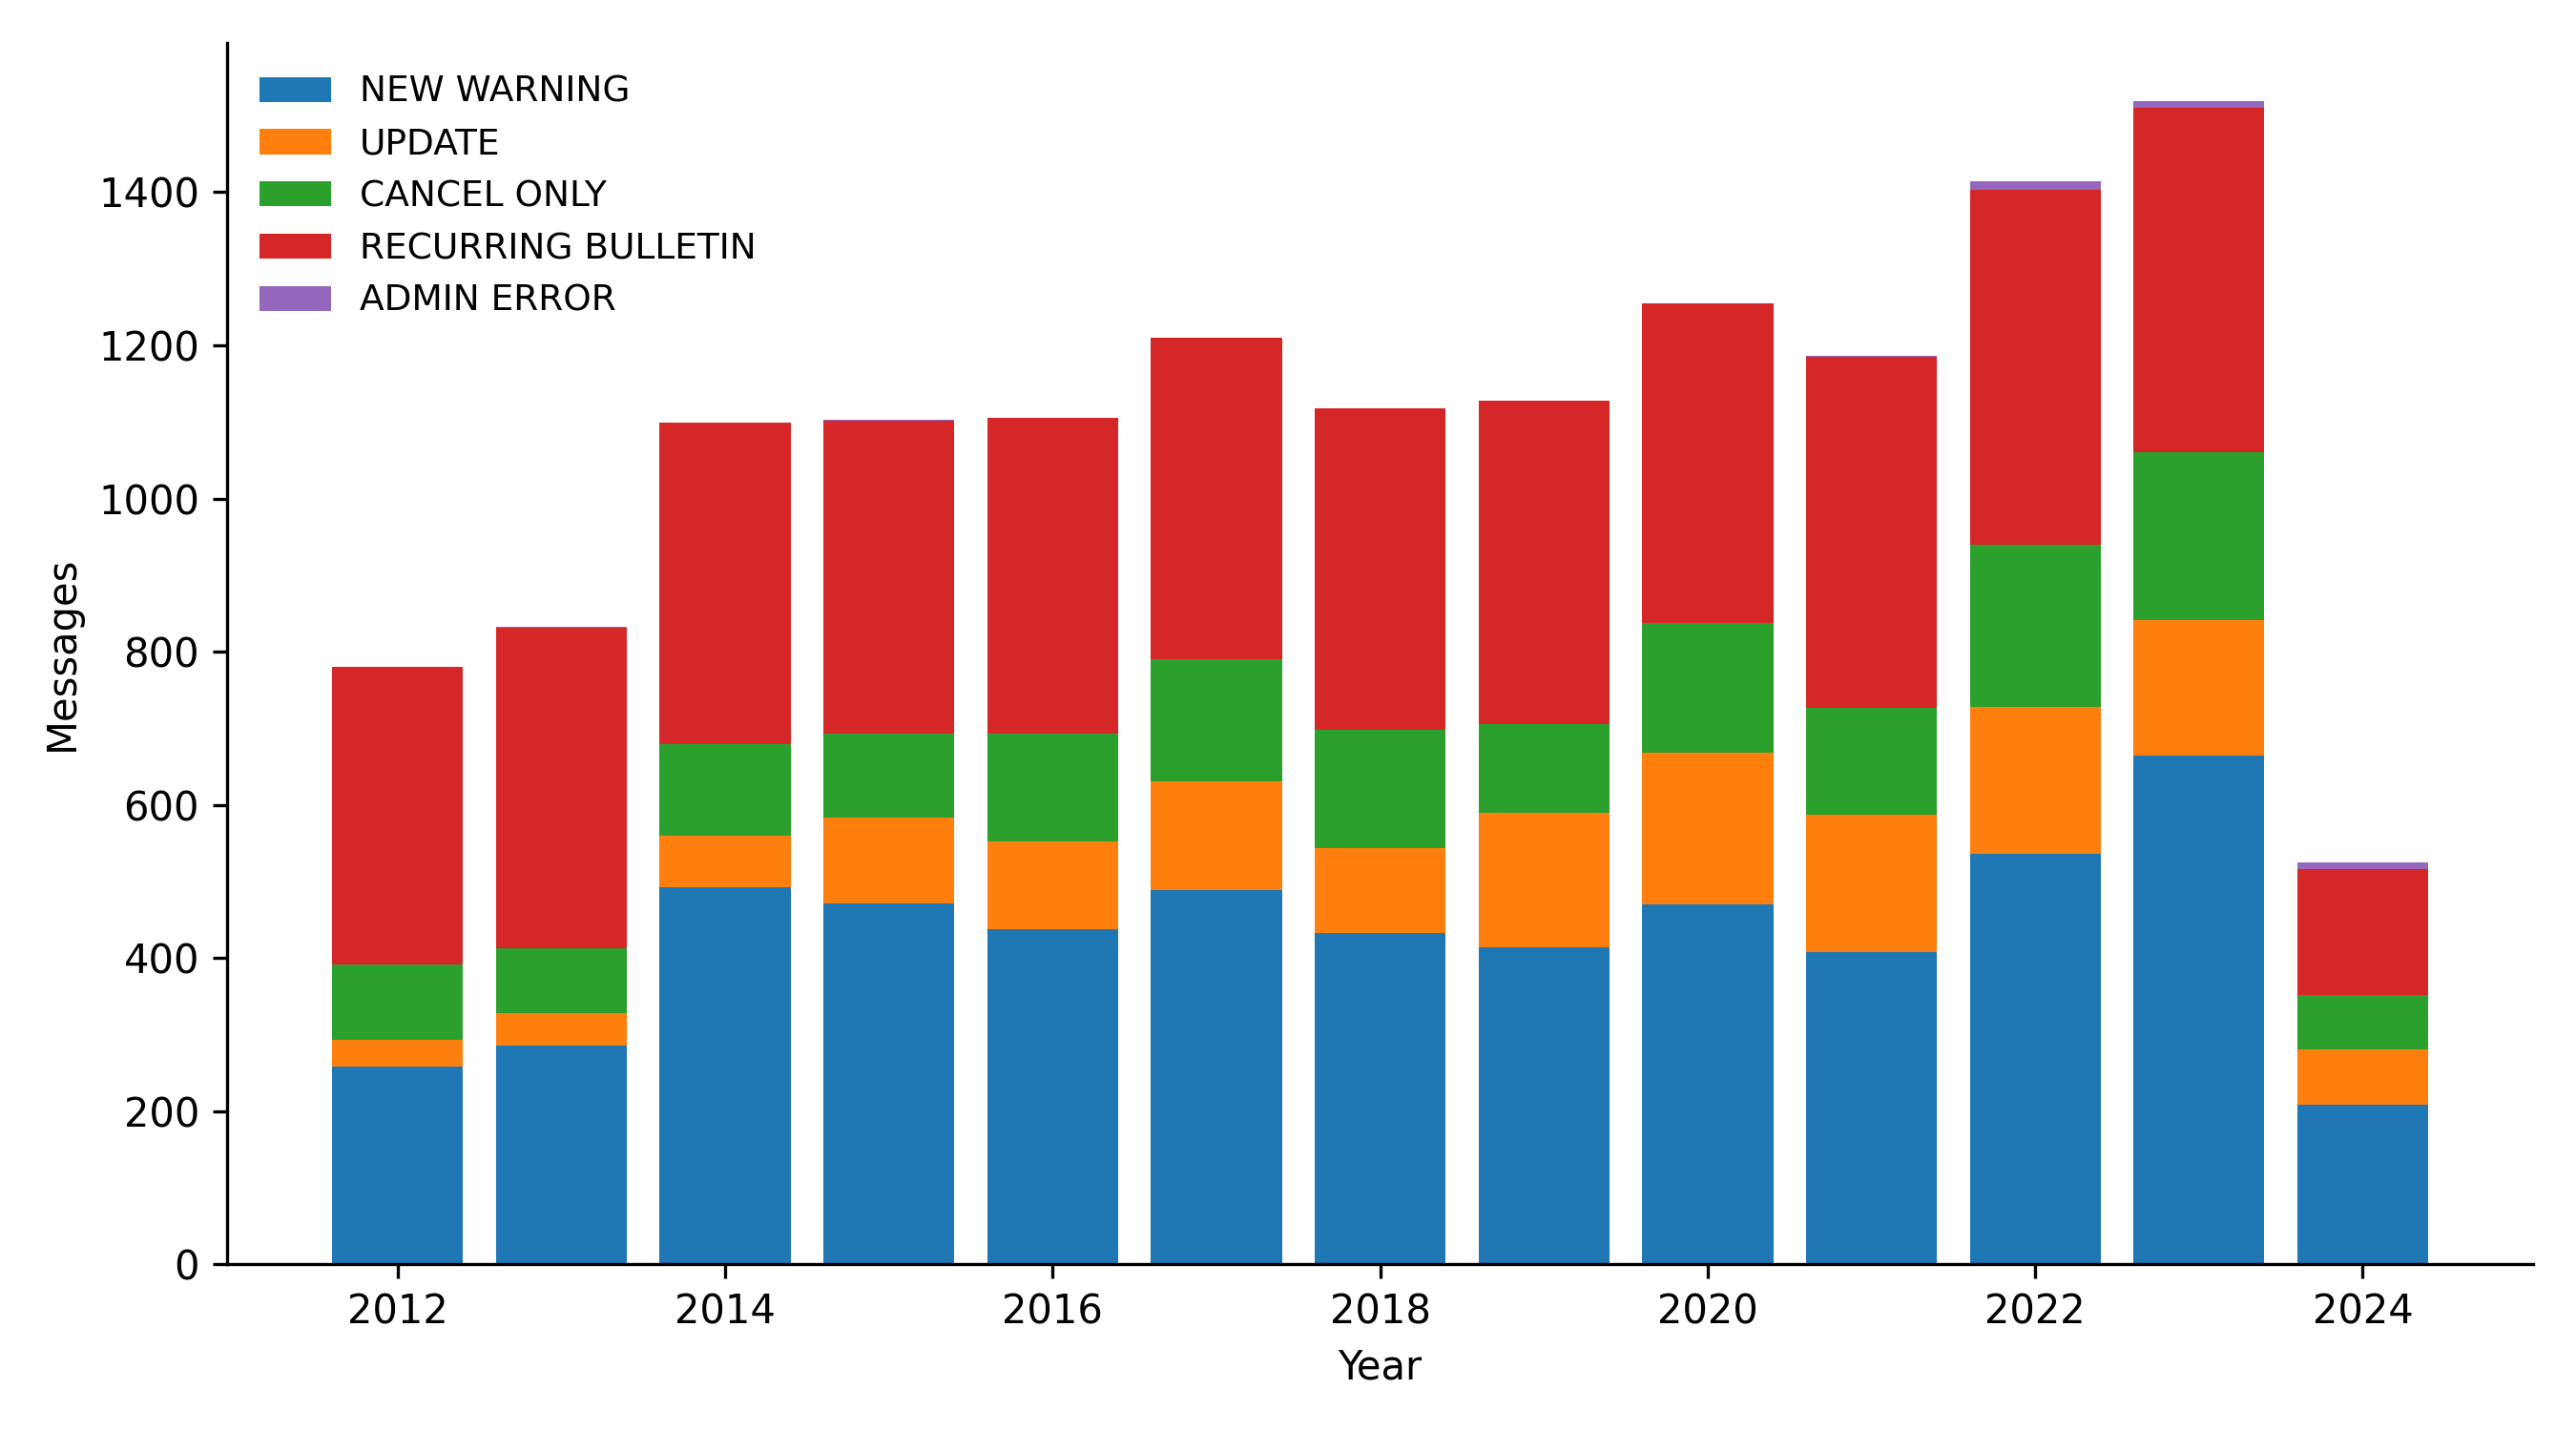 NEW WARNING
UPDATE
CANCEL ONLY
RECURRING BULLETIN
ADMIN ERROR
1400
1200
1000
800
600
400
200
0
Messages
2012 2014 2016 2018 2020 2022 2024
Year